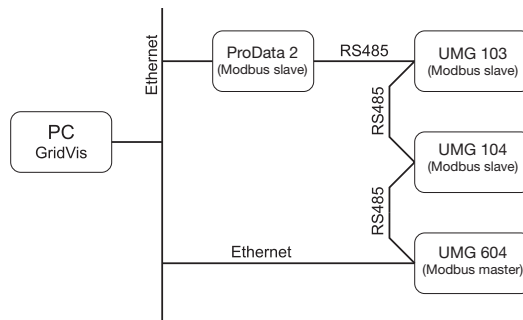 Ethernet
ProData 2
(Modbus slave)
RS485
UMG 103
(Modbus slave)
RS485
PC
GridVis
UMG 104
(Modbus slave)
RS485
Ethernet
UMG 604
(Modbus master)